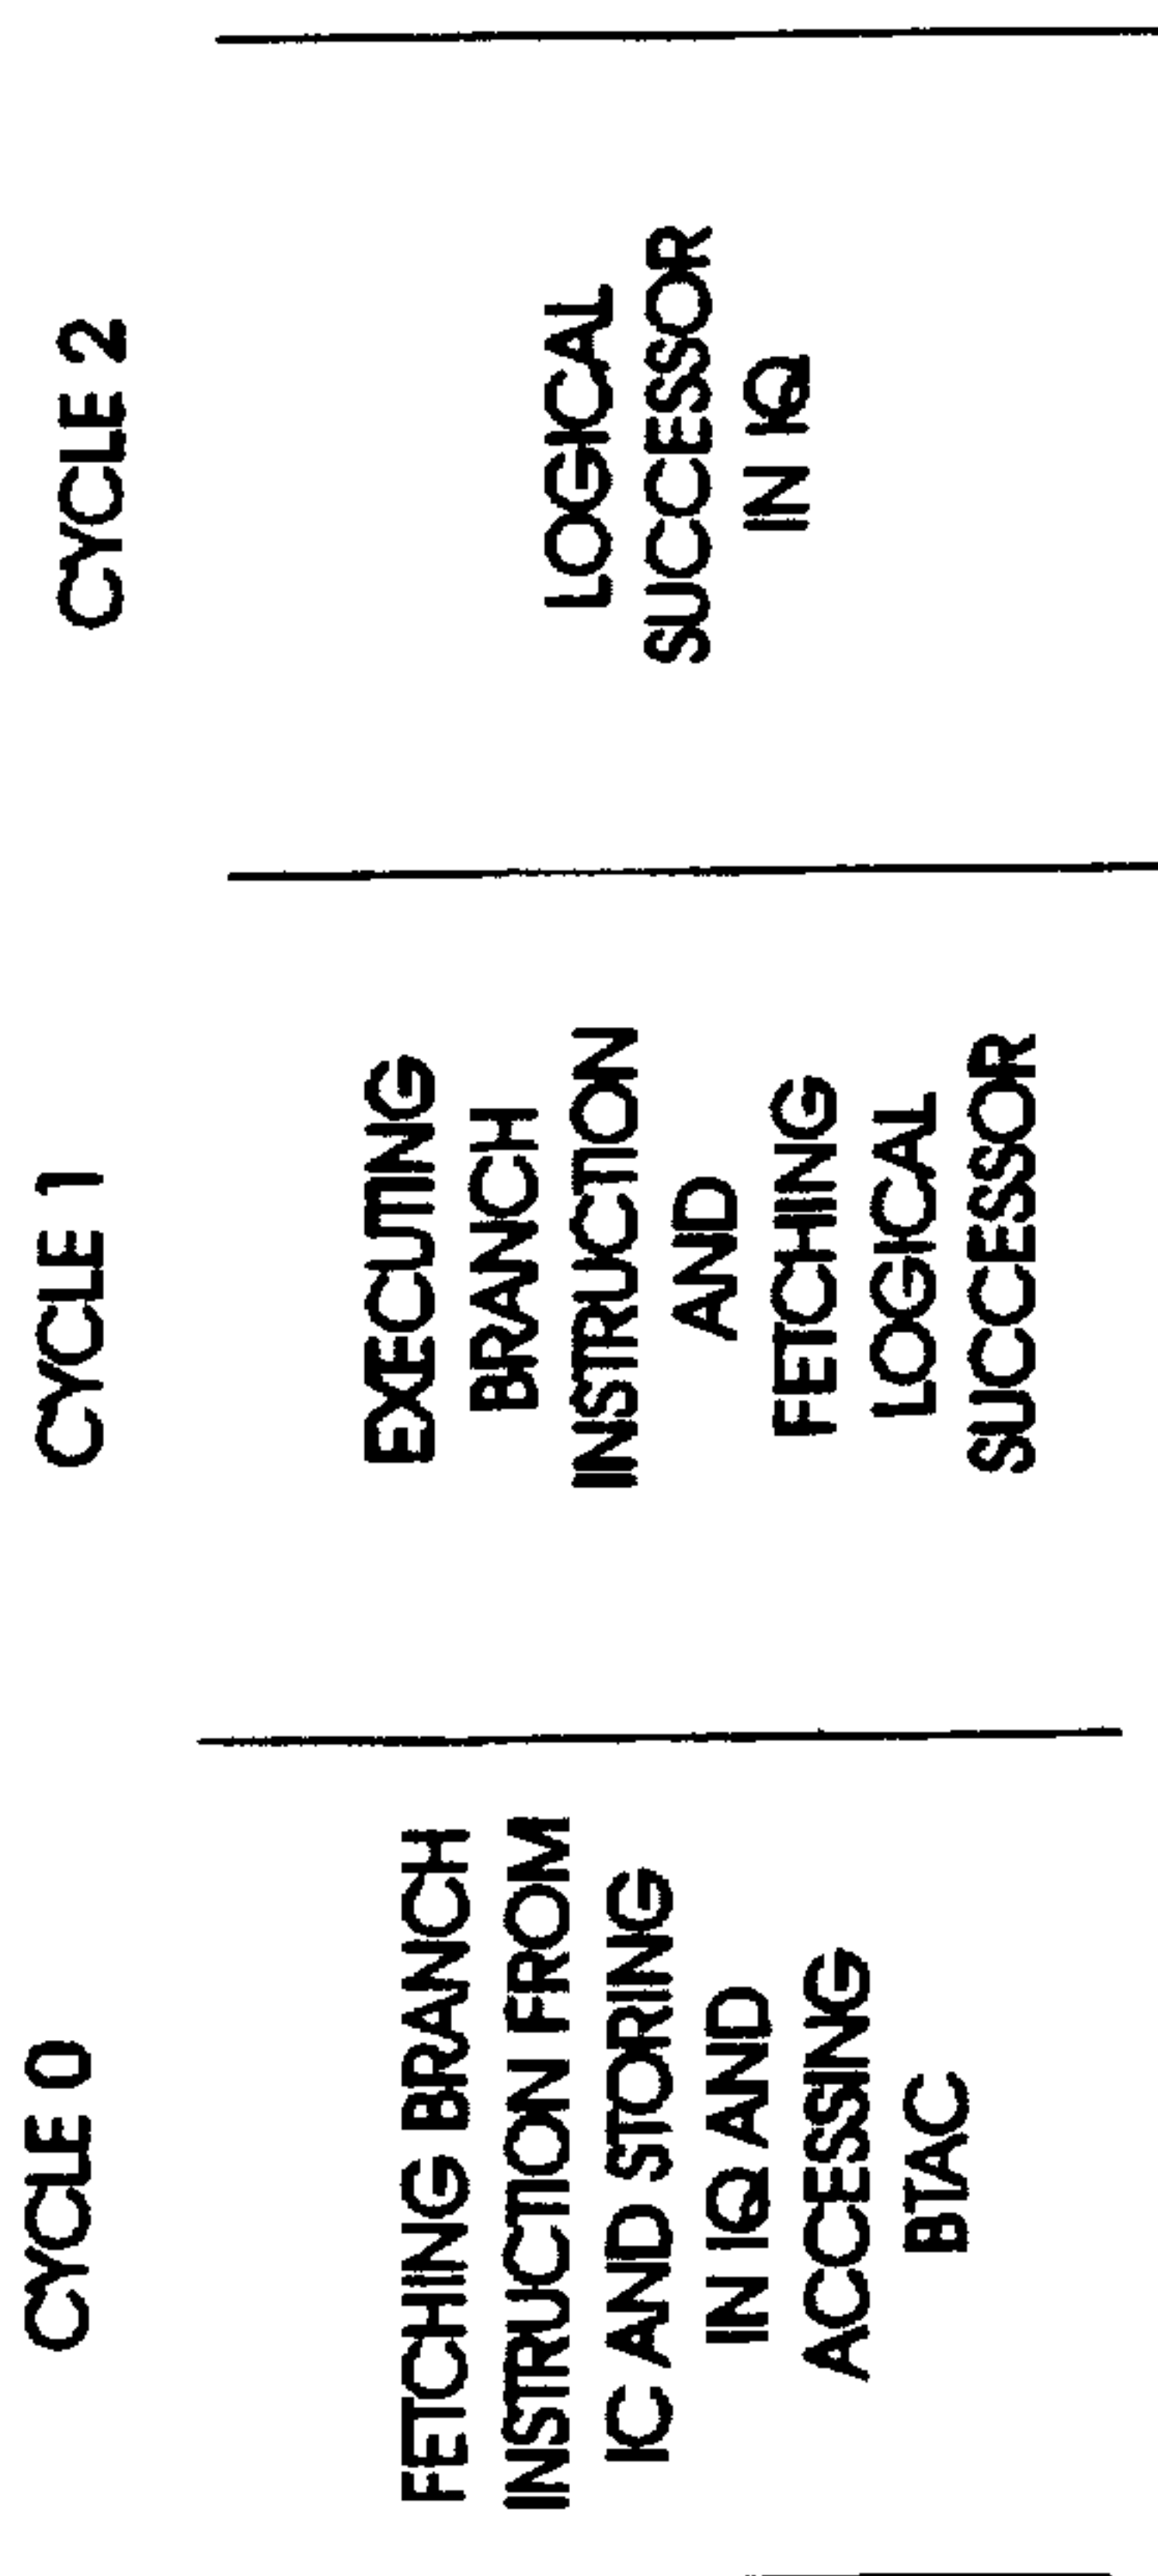 CYCLE 0
FETCHING BRANCH
INSTRUCTION FROM
IC AND STORING
IN IQ AND
ACCESSING
BTAC
CYCLE 1
EXECUTING
BRANCH
INSTRUCTION
AND
FETCHING
LOGICAL
SUCCESSOR
CYCLE 2
LOGICAL
SUCCESSOR
IN IQ